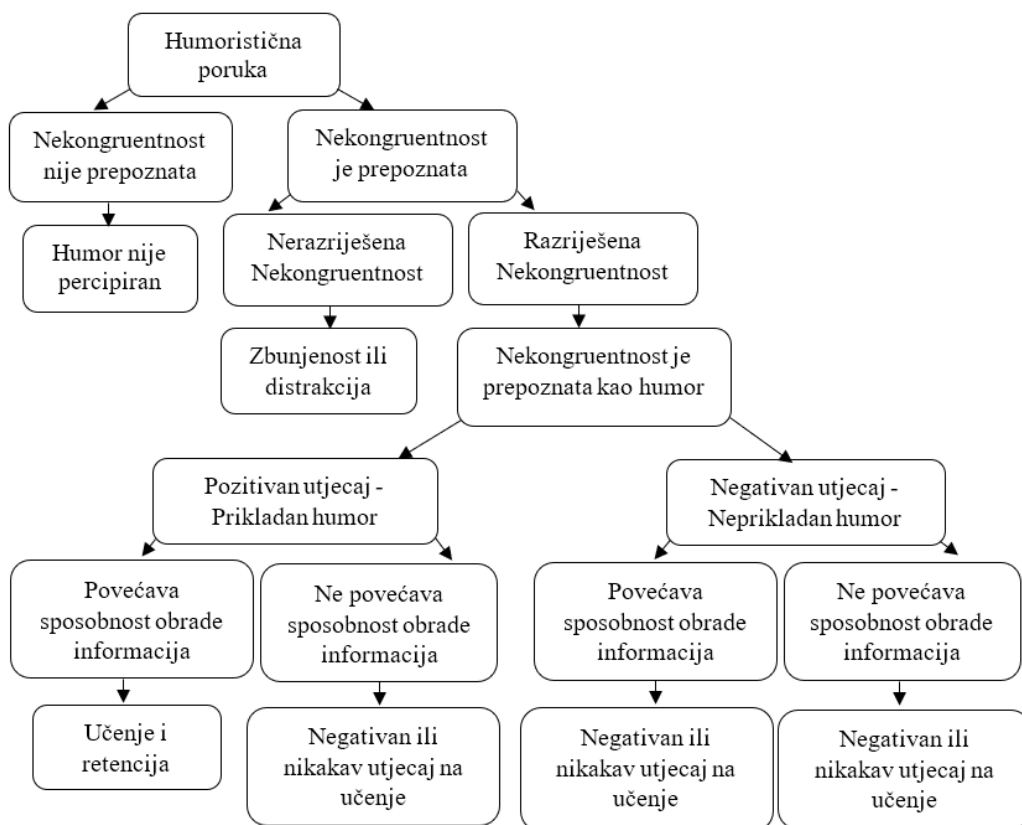 Humoristična
poruka
Nekongruentnost
nije prepoznata
Nekongruentnost
je prepoznata
Humor nije
percipiran
Nerazriješena
Nekongruentnost
Razriješena
Nekongruentnost
Zbunjenost ili
distrakcija
Nekongruentnost je
prepoznata kao humor
Pozitivan utjecaj -
Prikladan humor
Negativan utjecaj -
Neprikladan humor
Povećava
sposobnost obrade
informacija
Ne povećava
sposobnost obrade
informacija
Povećava
sposobnost obrade
informacija
Ne povećava
sposobnost obrade
informacija
Učenje i
retencija
Negativan ili
nikakav utjecaj na
učenje
Negativan ili
nikakav utjecaj na
učenje
Negativan ili
nikakav utjecaj na
učenje